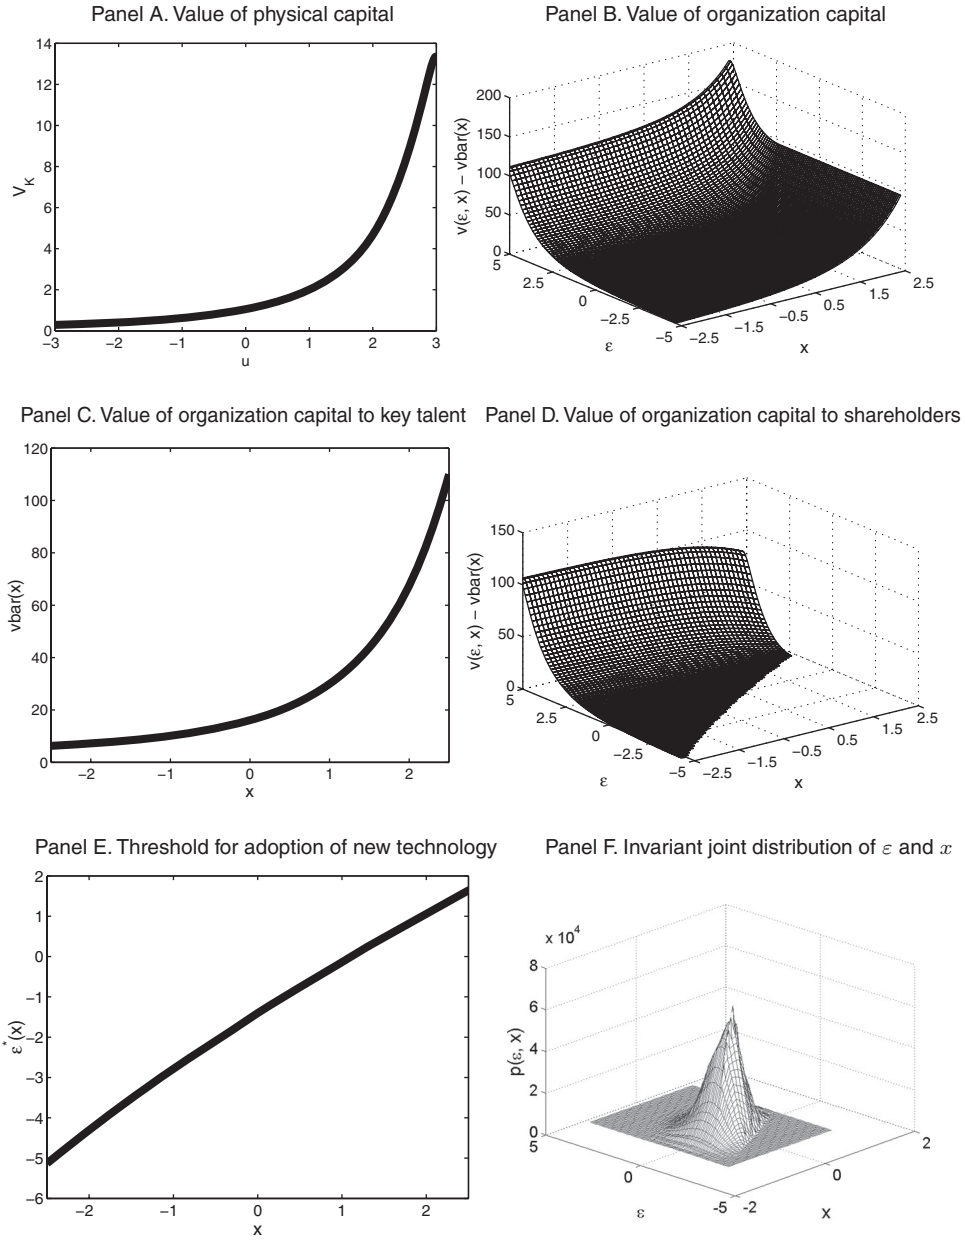 Panel A. Value of physical capital
Panel B. Value of organization capital
14
12
10
8
6
4
2
0
V_K
−3 −2 −1 0 1 2 3
u
200
150
100
50
0
v(ε, x) − vbar(x)
5 2.5 0 −2.5 −5
ε
−2.5 −1.5 −0.5 0.5 1.5 2.5
x
Panel C. Value of organization capital to key talent
Panel D. Value of organization capital to shareholders
120
100
80
60
40
20
0
vbar(x)
−2 −1 0 1 2
x
150
100
50
0
v(ε, x) − vbar(x)
5 2.5 0 −2.5 −5
ε
−2.5 −1.5 −0.5 0.5 1.5 2.5
x
Panel E. Threshold for adoption of new technology
Panel F. Invariant joint distribution of ε and x
2
1
0
−1
−2
−3
−4
−5
−6
ε*(x)
−2 −1 0 1 2
x
x 10^4
8
6
4
2
0
p(ε, x)
5 0 -5
ε
-2 0 2
x